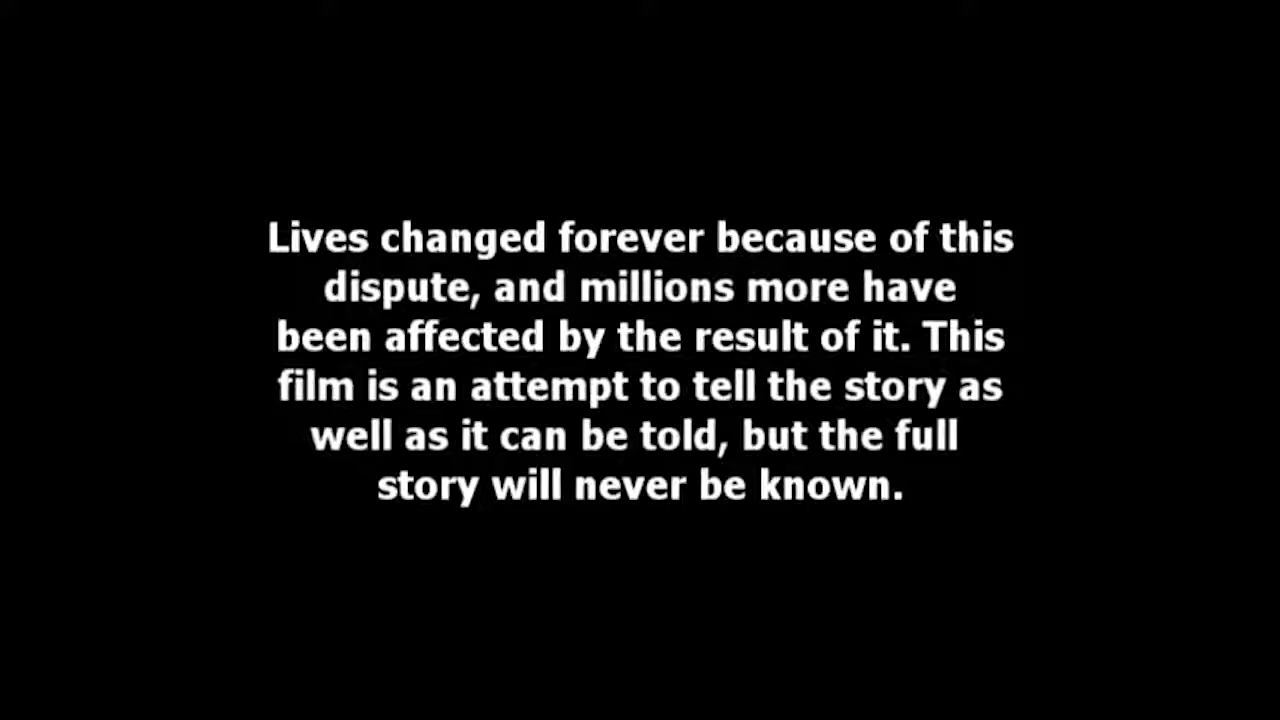 Lives changed forever because of this
dispute, and millions more have
been affected by the result of it. This
film is an attempt to tell the story as
well as it can be told, but the full
story will never be known.